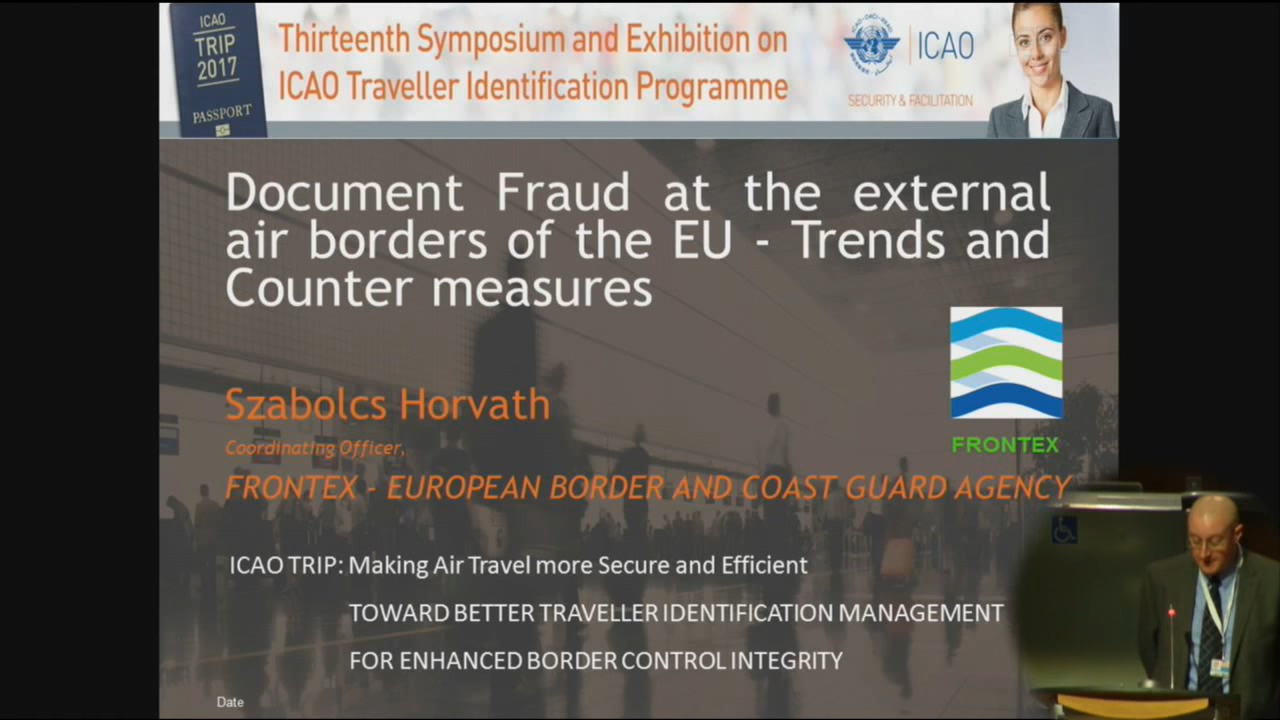 ICAO
TRIP
2017
PASSPORT
Thirteenth Symposium and Exhibition on
ICAO Traveller Identification Programme
ICAO
SECURITY & FACILITATION
Document Fraud at the external
air borders of the EU - Trends and
Counter measures
Szabolcs Horvath
Coordinating Officer,
FRONTEX - EUROPEAN BORDER AND COAST GUARD AGENCY
FRONTEX
ICAO TRIP: Making Air Travel more Secure and Efficient
TOWARD BETTER TRAVELLER IDENTIFICATION MANAGEMENT
FOR ENHANCED BORDER CONTROL INTEGRITY
Date